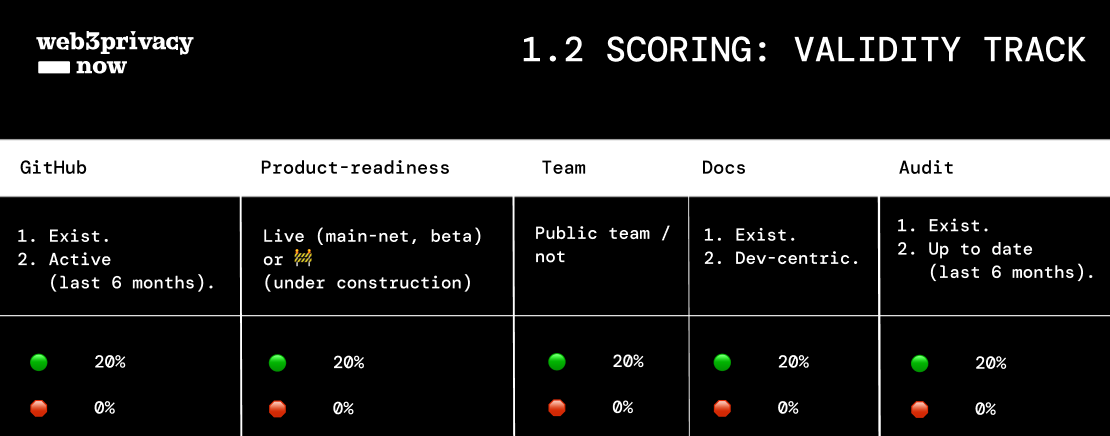 web3privacy
now
1.2 SCORING: VALIDITY TRACK
GitHub
Product-readiness
Team
Docs
Audit
1. Exist.
2. Active
(last 6 months).
Live (main-net, beta)
or 🚧
(under construction)
Public team /
not
1. Exist.
2. Dev-centric.
1. Exist.
2. Up to date
(last 6 months).
20%
20%
20%
20%
20%
0%
0%
0%
0%
0%